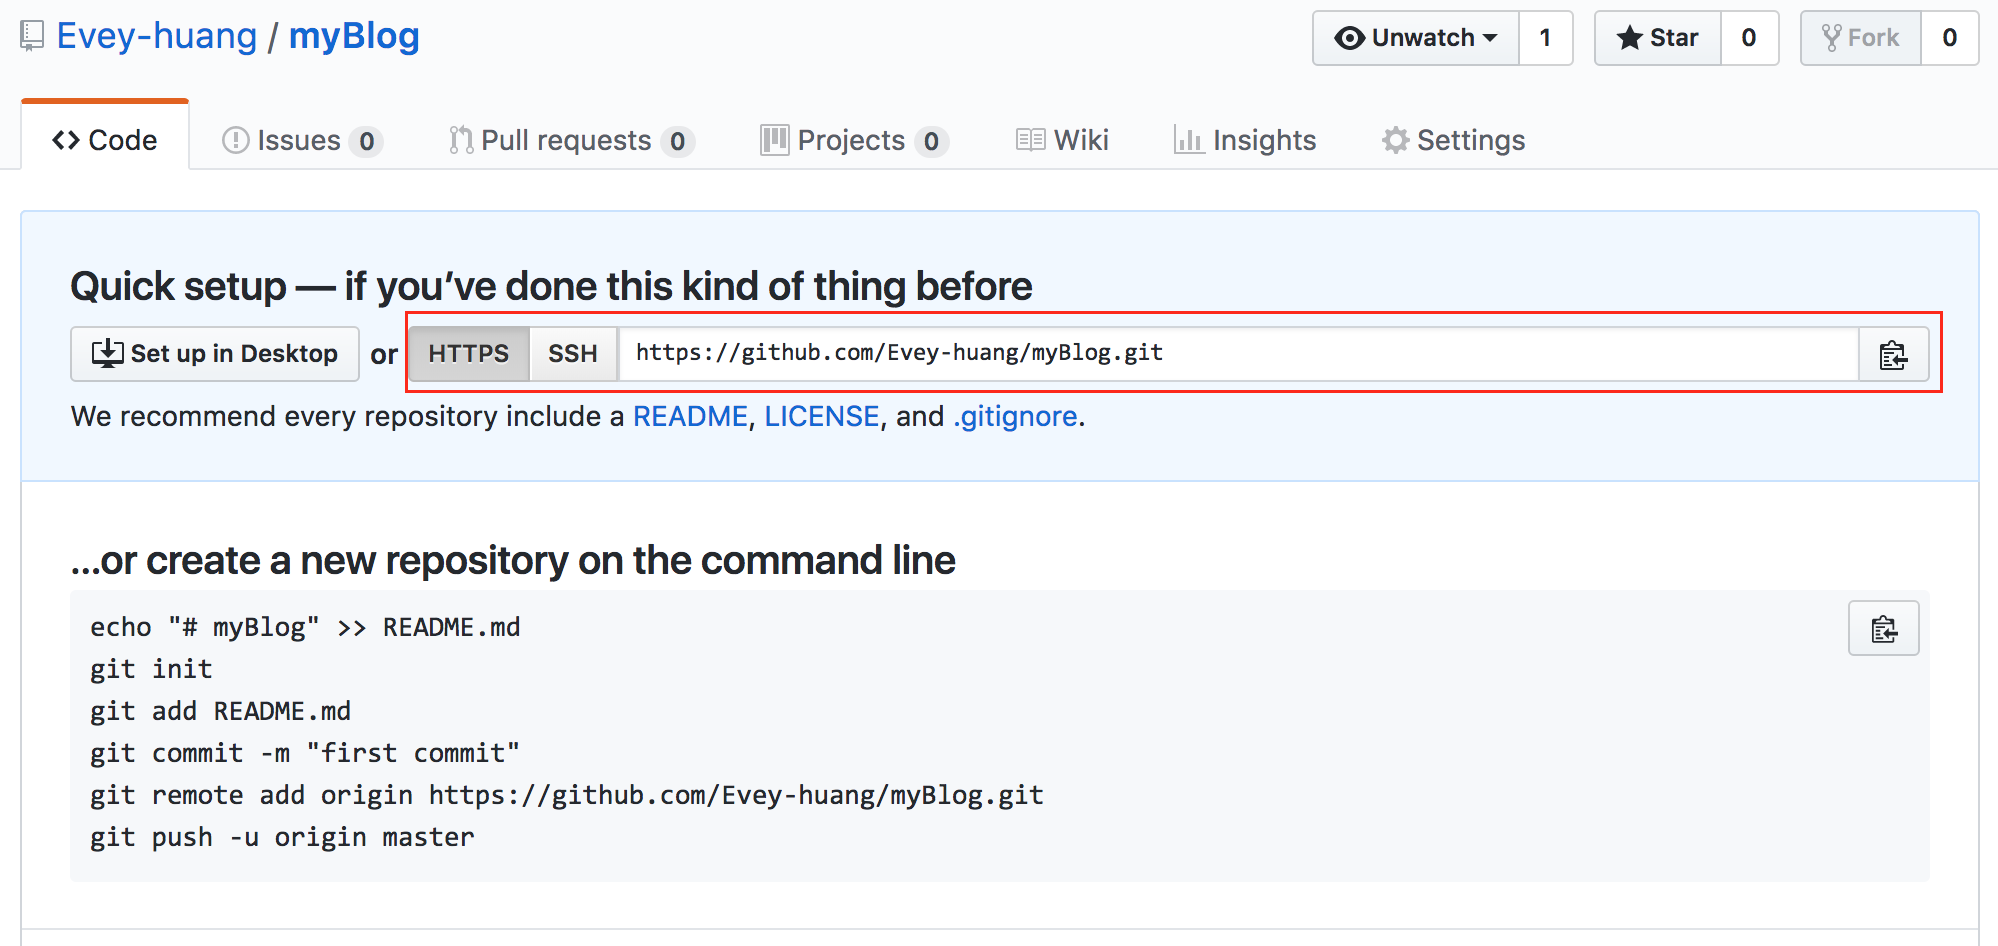 Evey-huang / myBlog
Unwatch 1 Star 0 Fork 0
Code Issues 0 Pull requests 0 Projects 0 Wiki Insights Settings
Quick setup — if you’ve done this kind of thing before
Set up in Desktop or HTTPS SSH https://github.com/Evey-huang/myBlog.git
We recommend every repository include a README, LICENSE, and .gitignore.
…or create a new repository on the command line
echo "# myBlog" >> README.md
git init
git add README.md
git commit -m "first commit"
git remote add origin https://github.com/Evey-huang/myBlog.git
git push -u origin master